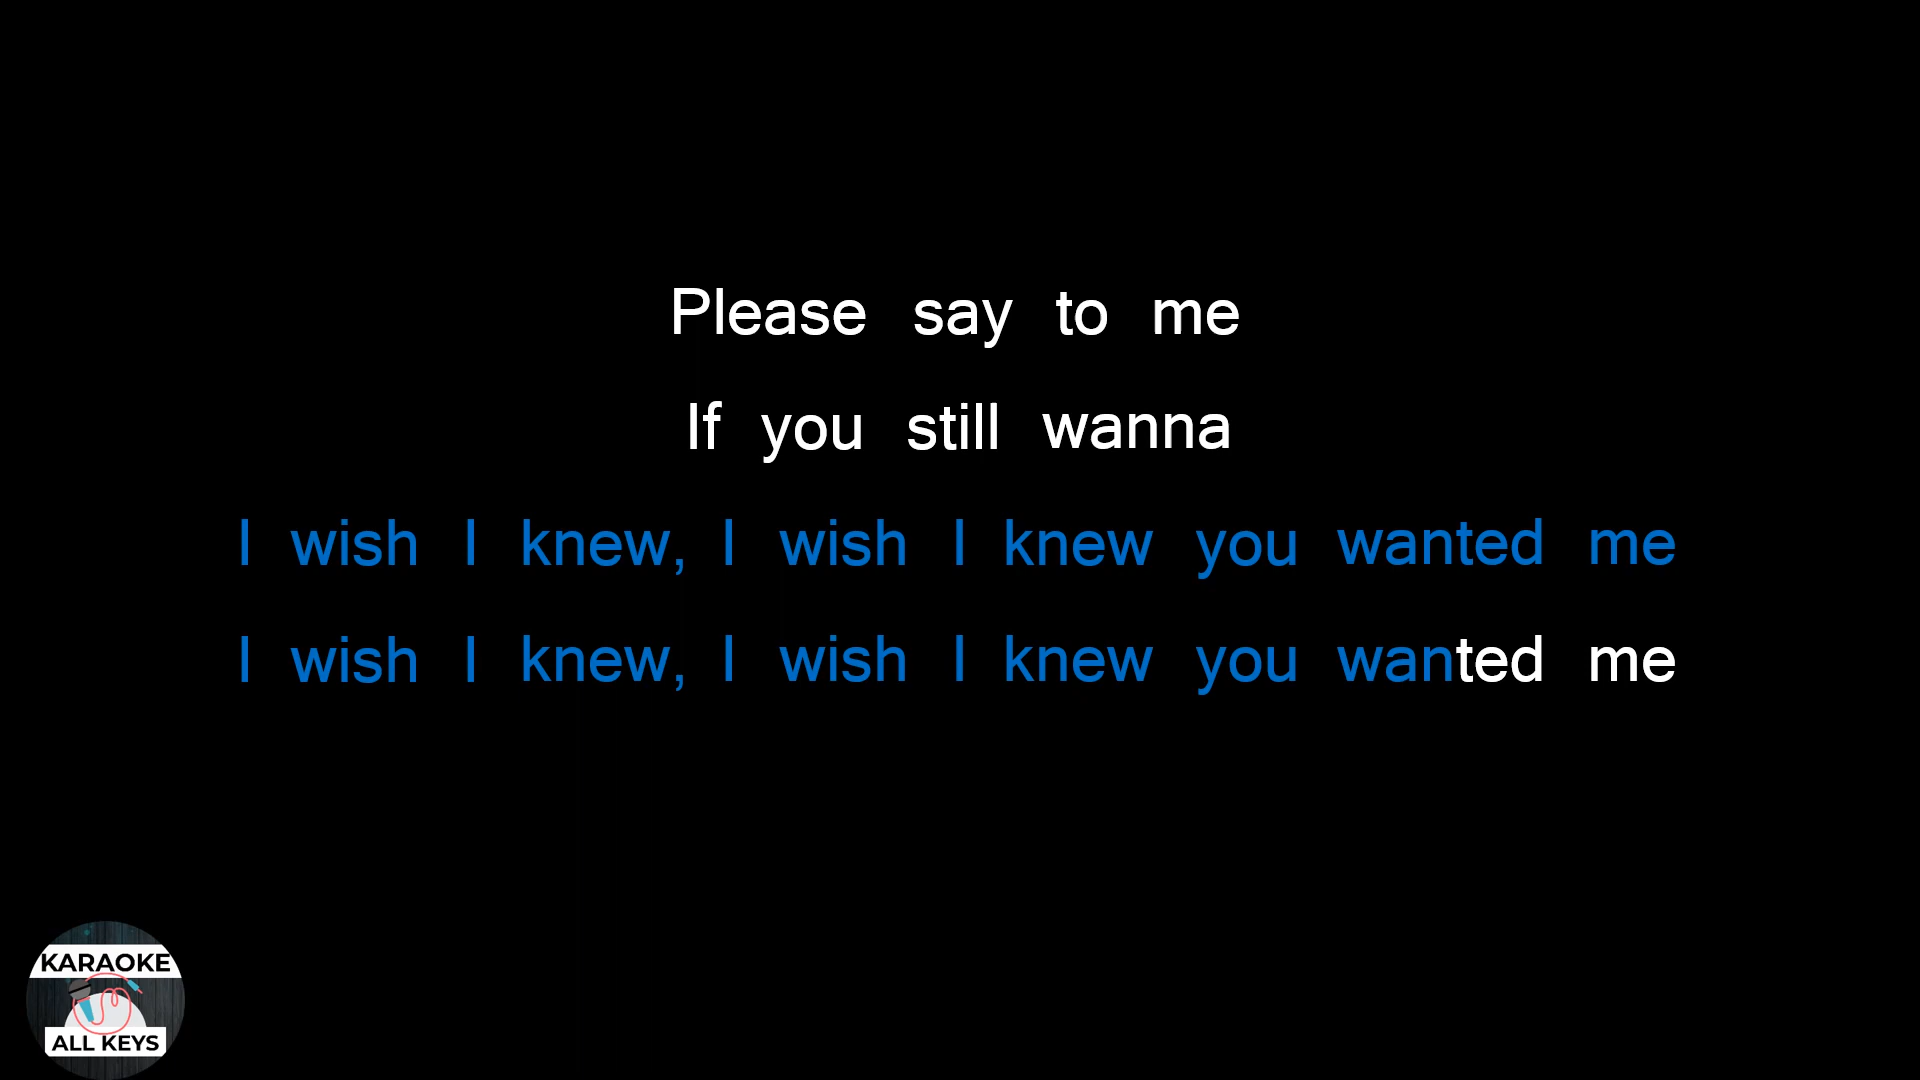 Please say to me
If you still wanna
I wish I knew, I wish I knew you wanted me
I wish I knew, I wish I knew you wanted me
KARAOKE
ALL KEYS